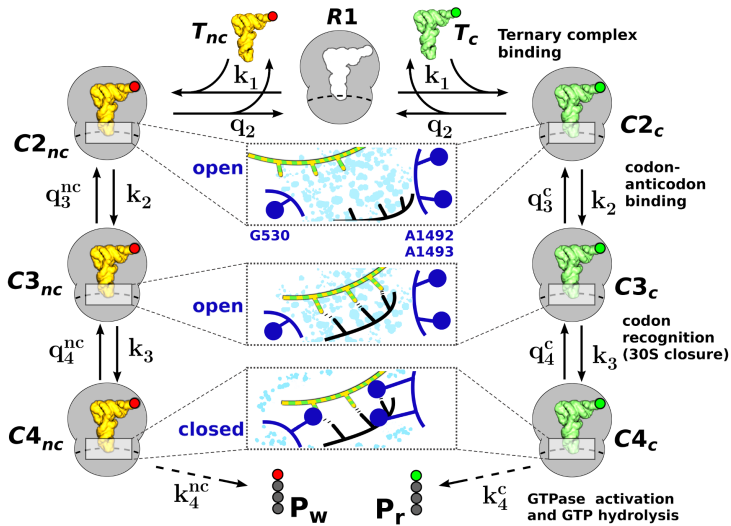 R1
T_nc
T_c
Ternary complex
binding
k_1
k_1
q_2
q_2
C2_nc
C2_c
open
codon-
anticodon
binding
q_3^nc
k_2
q_3^c
k_2
G530
A1492
A1493
C3_nc
open
C3_c
codon
recognition
(30S closure)
q_4^nc
k_3
q_4^c
k_3
C4_nc
closed
C4_c
k_4^nc
P_w
P_r
k_4^c
GTPase activation
and GTP hydrolysis